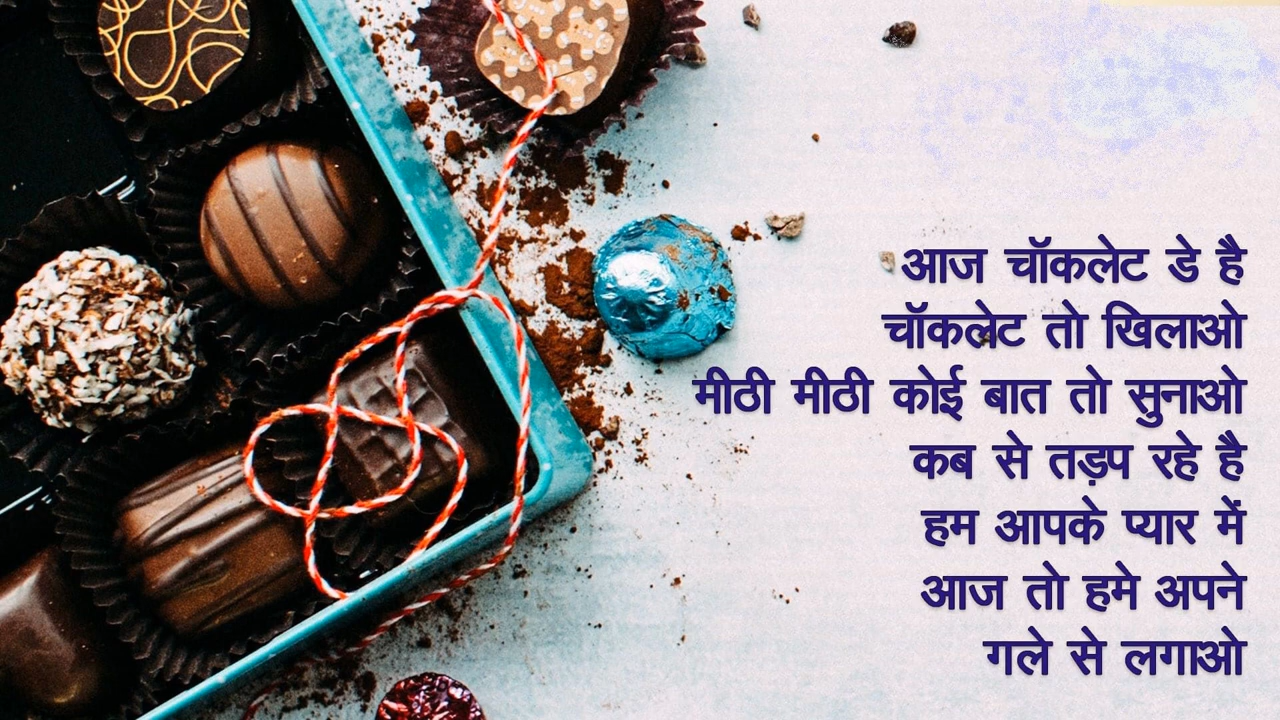 आज चॉकलेट डे है
चॉकलेट तो खिलाओ
मीठी मीठी कोई बात तो सुनाओ
कब से तड़प रहे है
हम आपके प्यार में
आज तो हमे अपने
गले से लगाओ